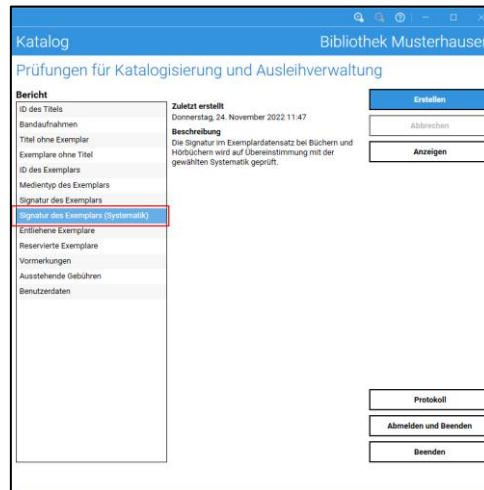 Katalog
Bibliothek Musterhausen
Prüfungen für Katalogisierung und Ausleihverwaltung
Bericht
ID des Titels
Bandaufnahmen
Titel ohne Exemplar
Exemplare ohne Titel
ID des Exemplars
Medientyp des Exemplars
Signatur des Exemplars
Signatur des Exemplars (Systematik)
Entliehene Exemplare
Reservierte Exemplare
Vormerkungen
Ausstehende Gebühren
Benutzerdaten
Zuletzt erstellt
Donnerstag, 24. November 2022 11:47
Beschreibung
Die Signatur im Exemplardatensatz bei Büchern und
Hörbüchern wird auf Übereinstimmung mit der
gewählten Systematik geprüft.
Erstellen
Abbrechen
Anzeigen
Protokoll
Abmelden und Beenden
Beenden